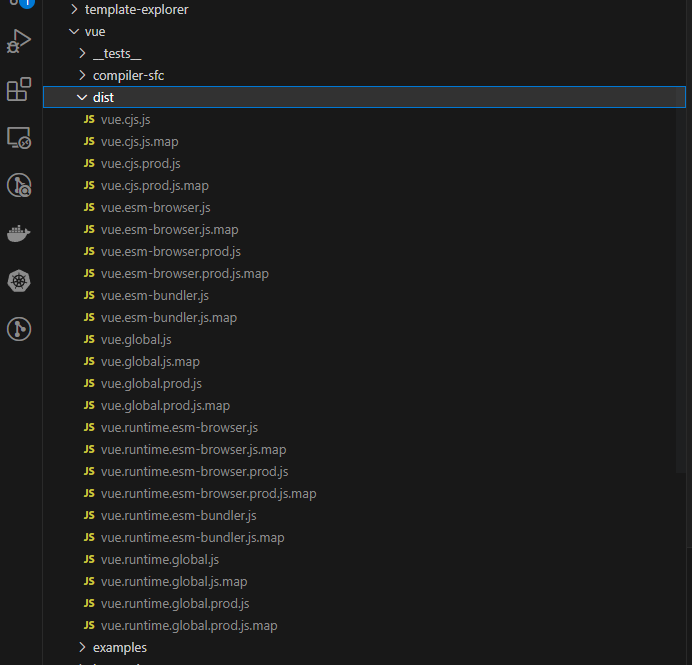 template-explorer
vue
__tests__
compiler-sfc
dist
JS vue.cjs.js
JS vue.cjs.js.map
JS vue.cjs.prod.js
JS vue.cjs.prod.js.map
JS vue.esm-browser.js
JS vue.esm-browser.js.map
JS vue.esm-browser.prod.js
JS vue.esm-browser.prod.js.map
JS vue.esm-bundler.js
JS vue.esm-bundler.js.map
JS vue.global.js
JS vue.global.js.map
JS vue.global.prod.js
JS vue.global.prod.js.map
JS vue.runtime.esm-browser.js
JS vue.runtime.esm-browser.js.map
JS vue.runtime.esm-browser.prod.js
JS vue.runtime.esm-browser.prod.js.map
JS vue.runtime.esm-bundler.js
JS vue.runtime.esm-bundler.js.map
JS vue.runtime.global.js
JS vue.runtime.global.js.map
JS vue.runtime.global.prod.js
JS vue.runtime.global.prod.js.map
examples